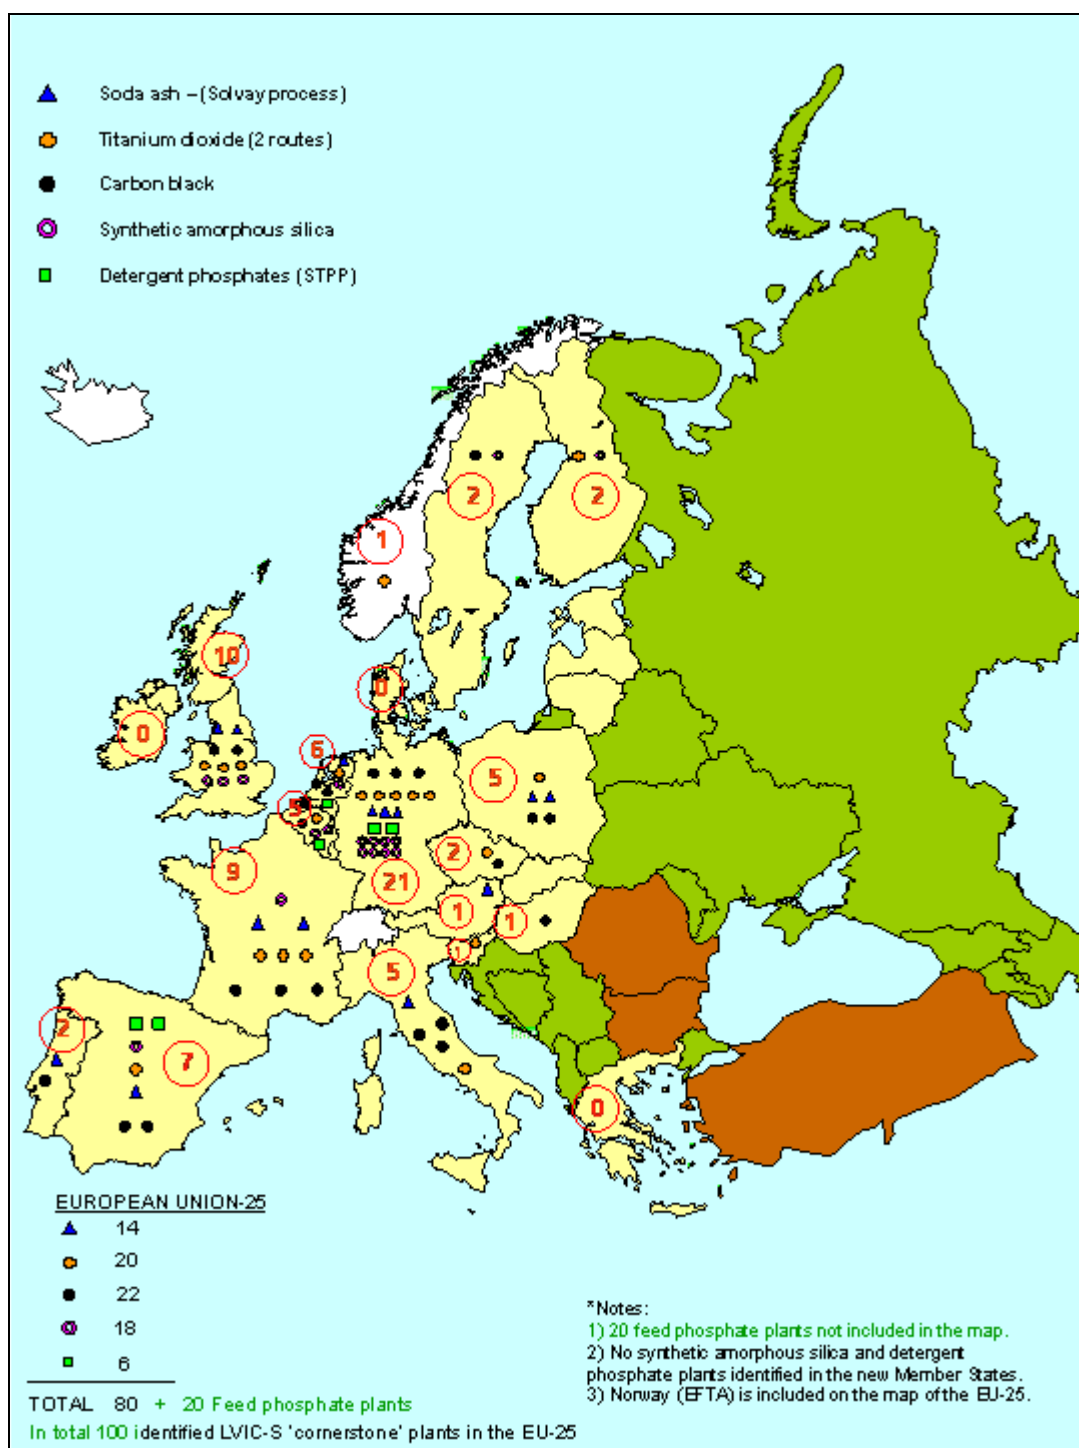 Soda ash – (Solvay process)
Titanium dioxide (2 routes)
Carbon black
Synthetic amorphous silica
Detergent phosphates (STPP)
2
2
1
10
0
0
6
5
5
2
9
21
1
1
1
5
2
7
0
EUROPEAN UNION-25
14
20
22
18
6
TOTAL 80 + 20 Feed phosphate plants
In total 100 identified LVIC-S 'cornerstone' plants in the EU-25
*Notes:
1) 20 feed phosphate plants not included in the map.
2) No synthetic amorphous silica and detergent
phosphate plants identified in the new Member States.
3) Norway (EFTA) is included on the map of the EU-25.